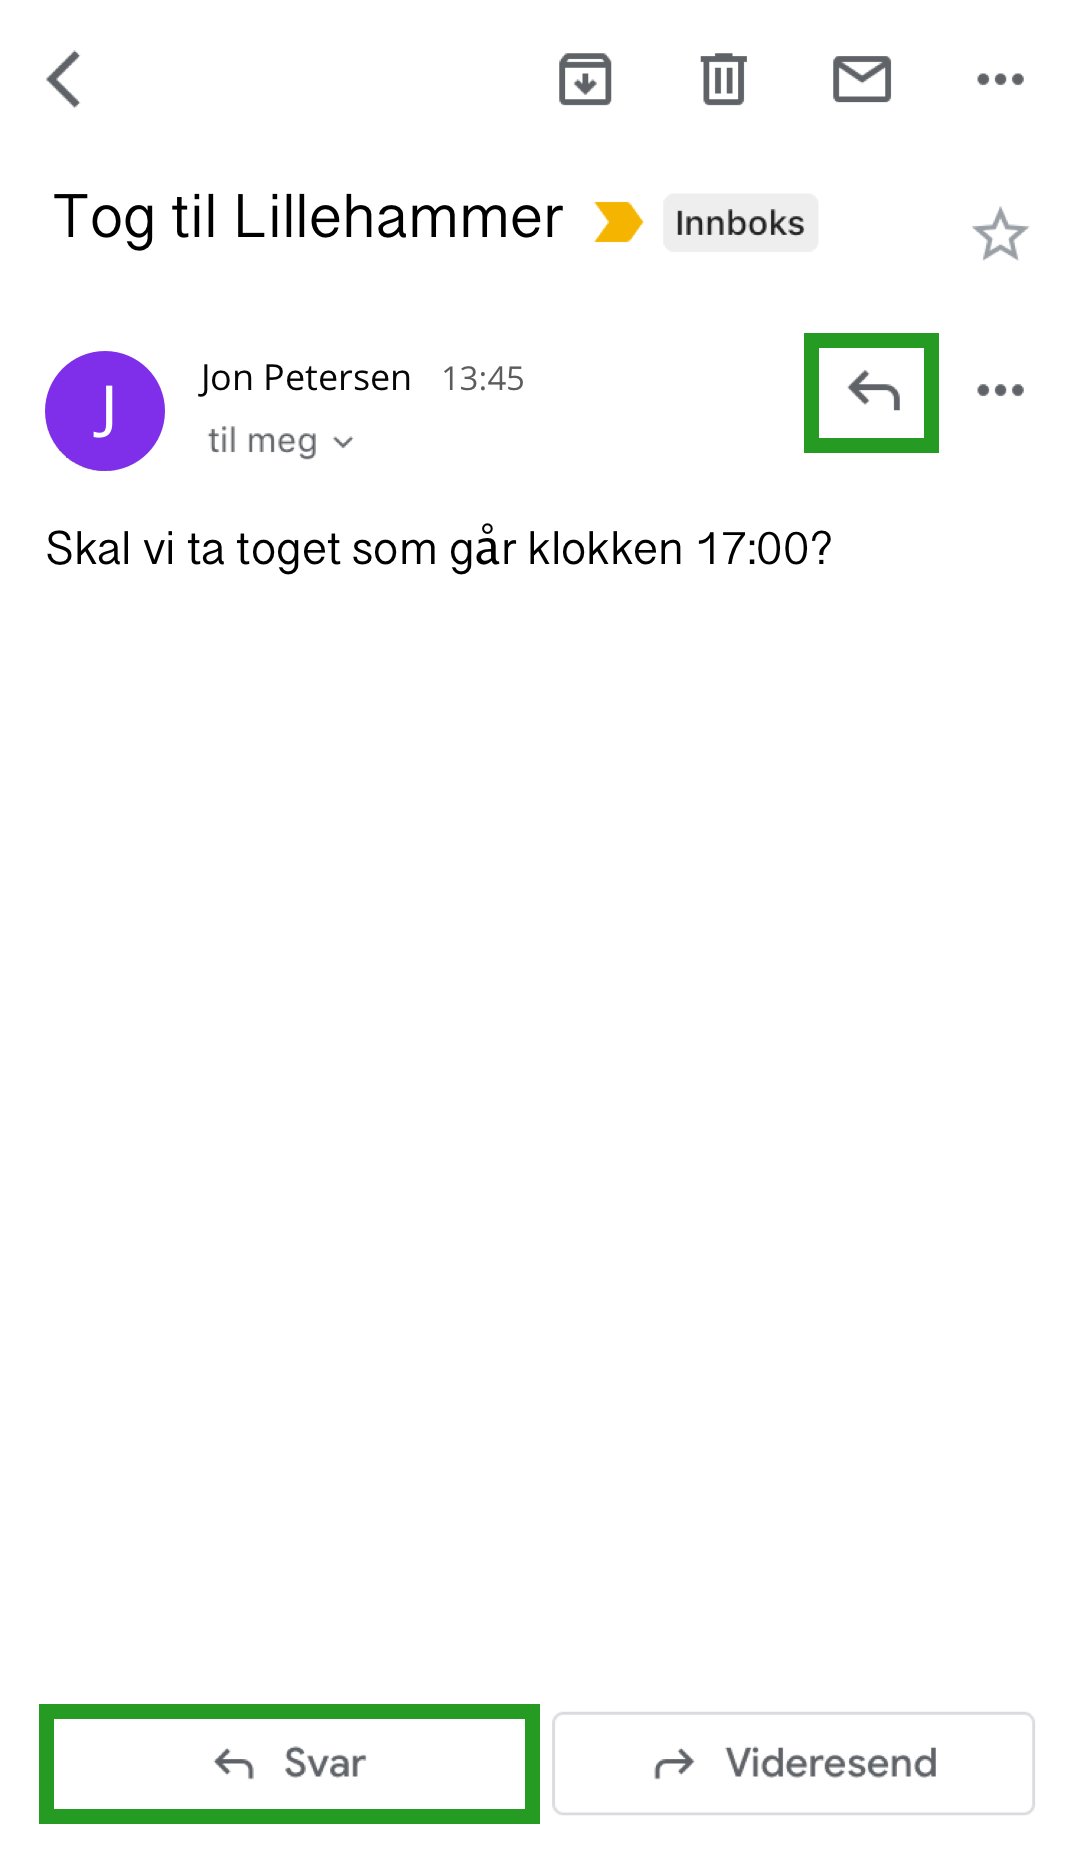 Tog til Lillehammer Innboks
J
Jon Petersen 13:45
til meg
Skal vi ta toget som går klokken 17:00?
Svar Videresend